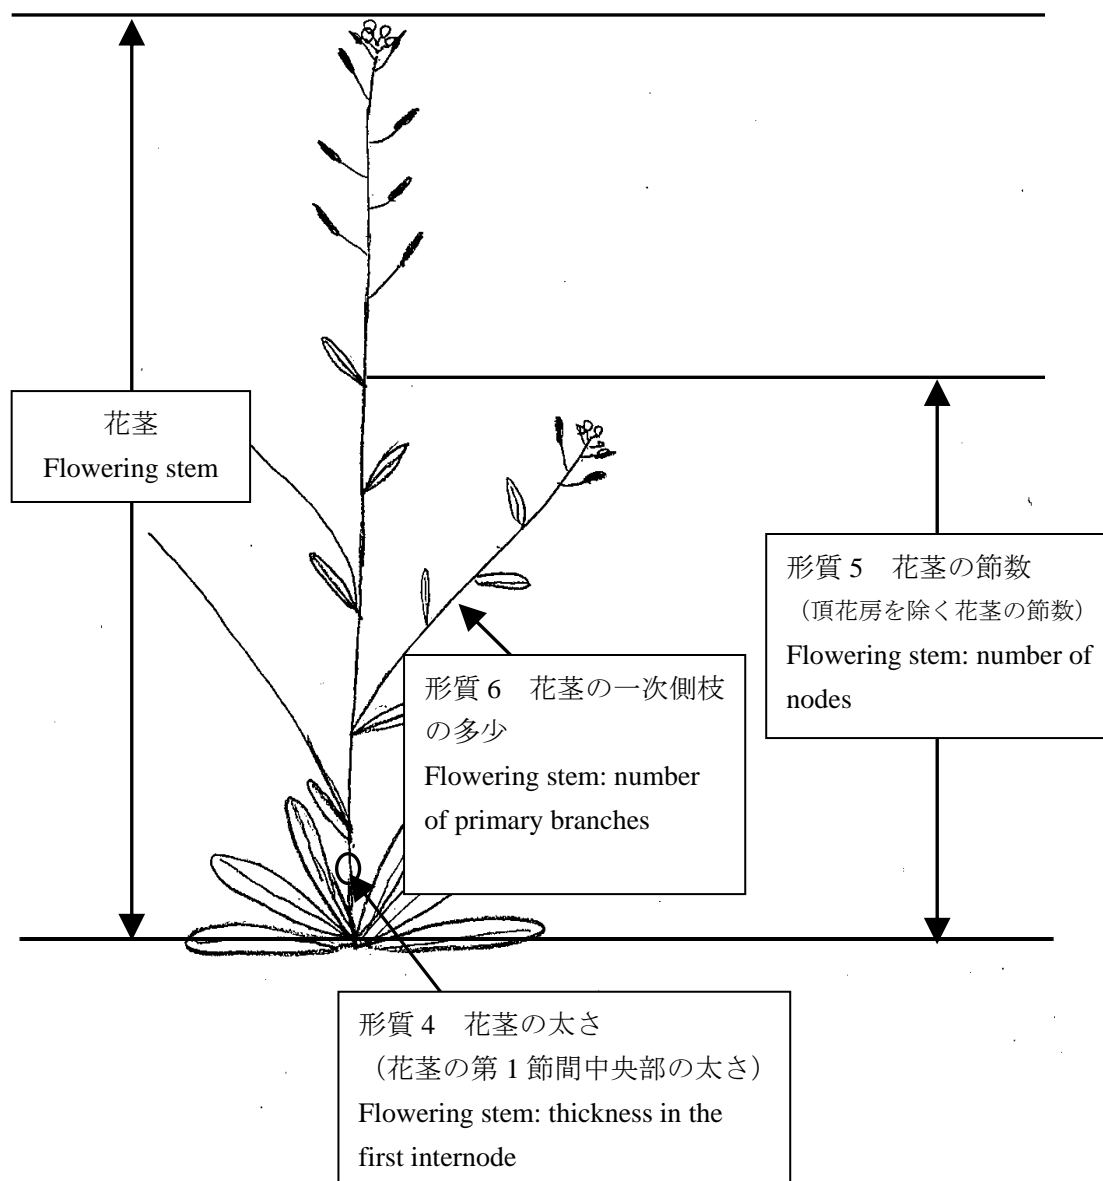 花茎
Flowering stem
形質 5　花茎の節数
（頂花房を除く花茎の節数）
Flowering stem: number of
nodes
形質 6　花茎の一次側枝
の多少
Flowering stem: number
of primary branches
形質 4　花茎の太さ
（花茎の第 1 節間中央部の太さ）
Flowering stem: thickness in the
first internode